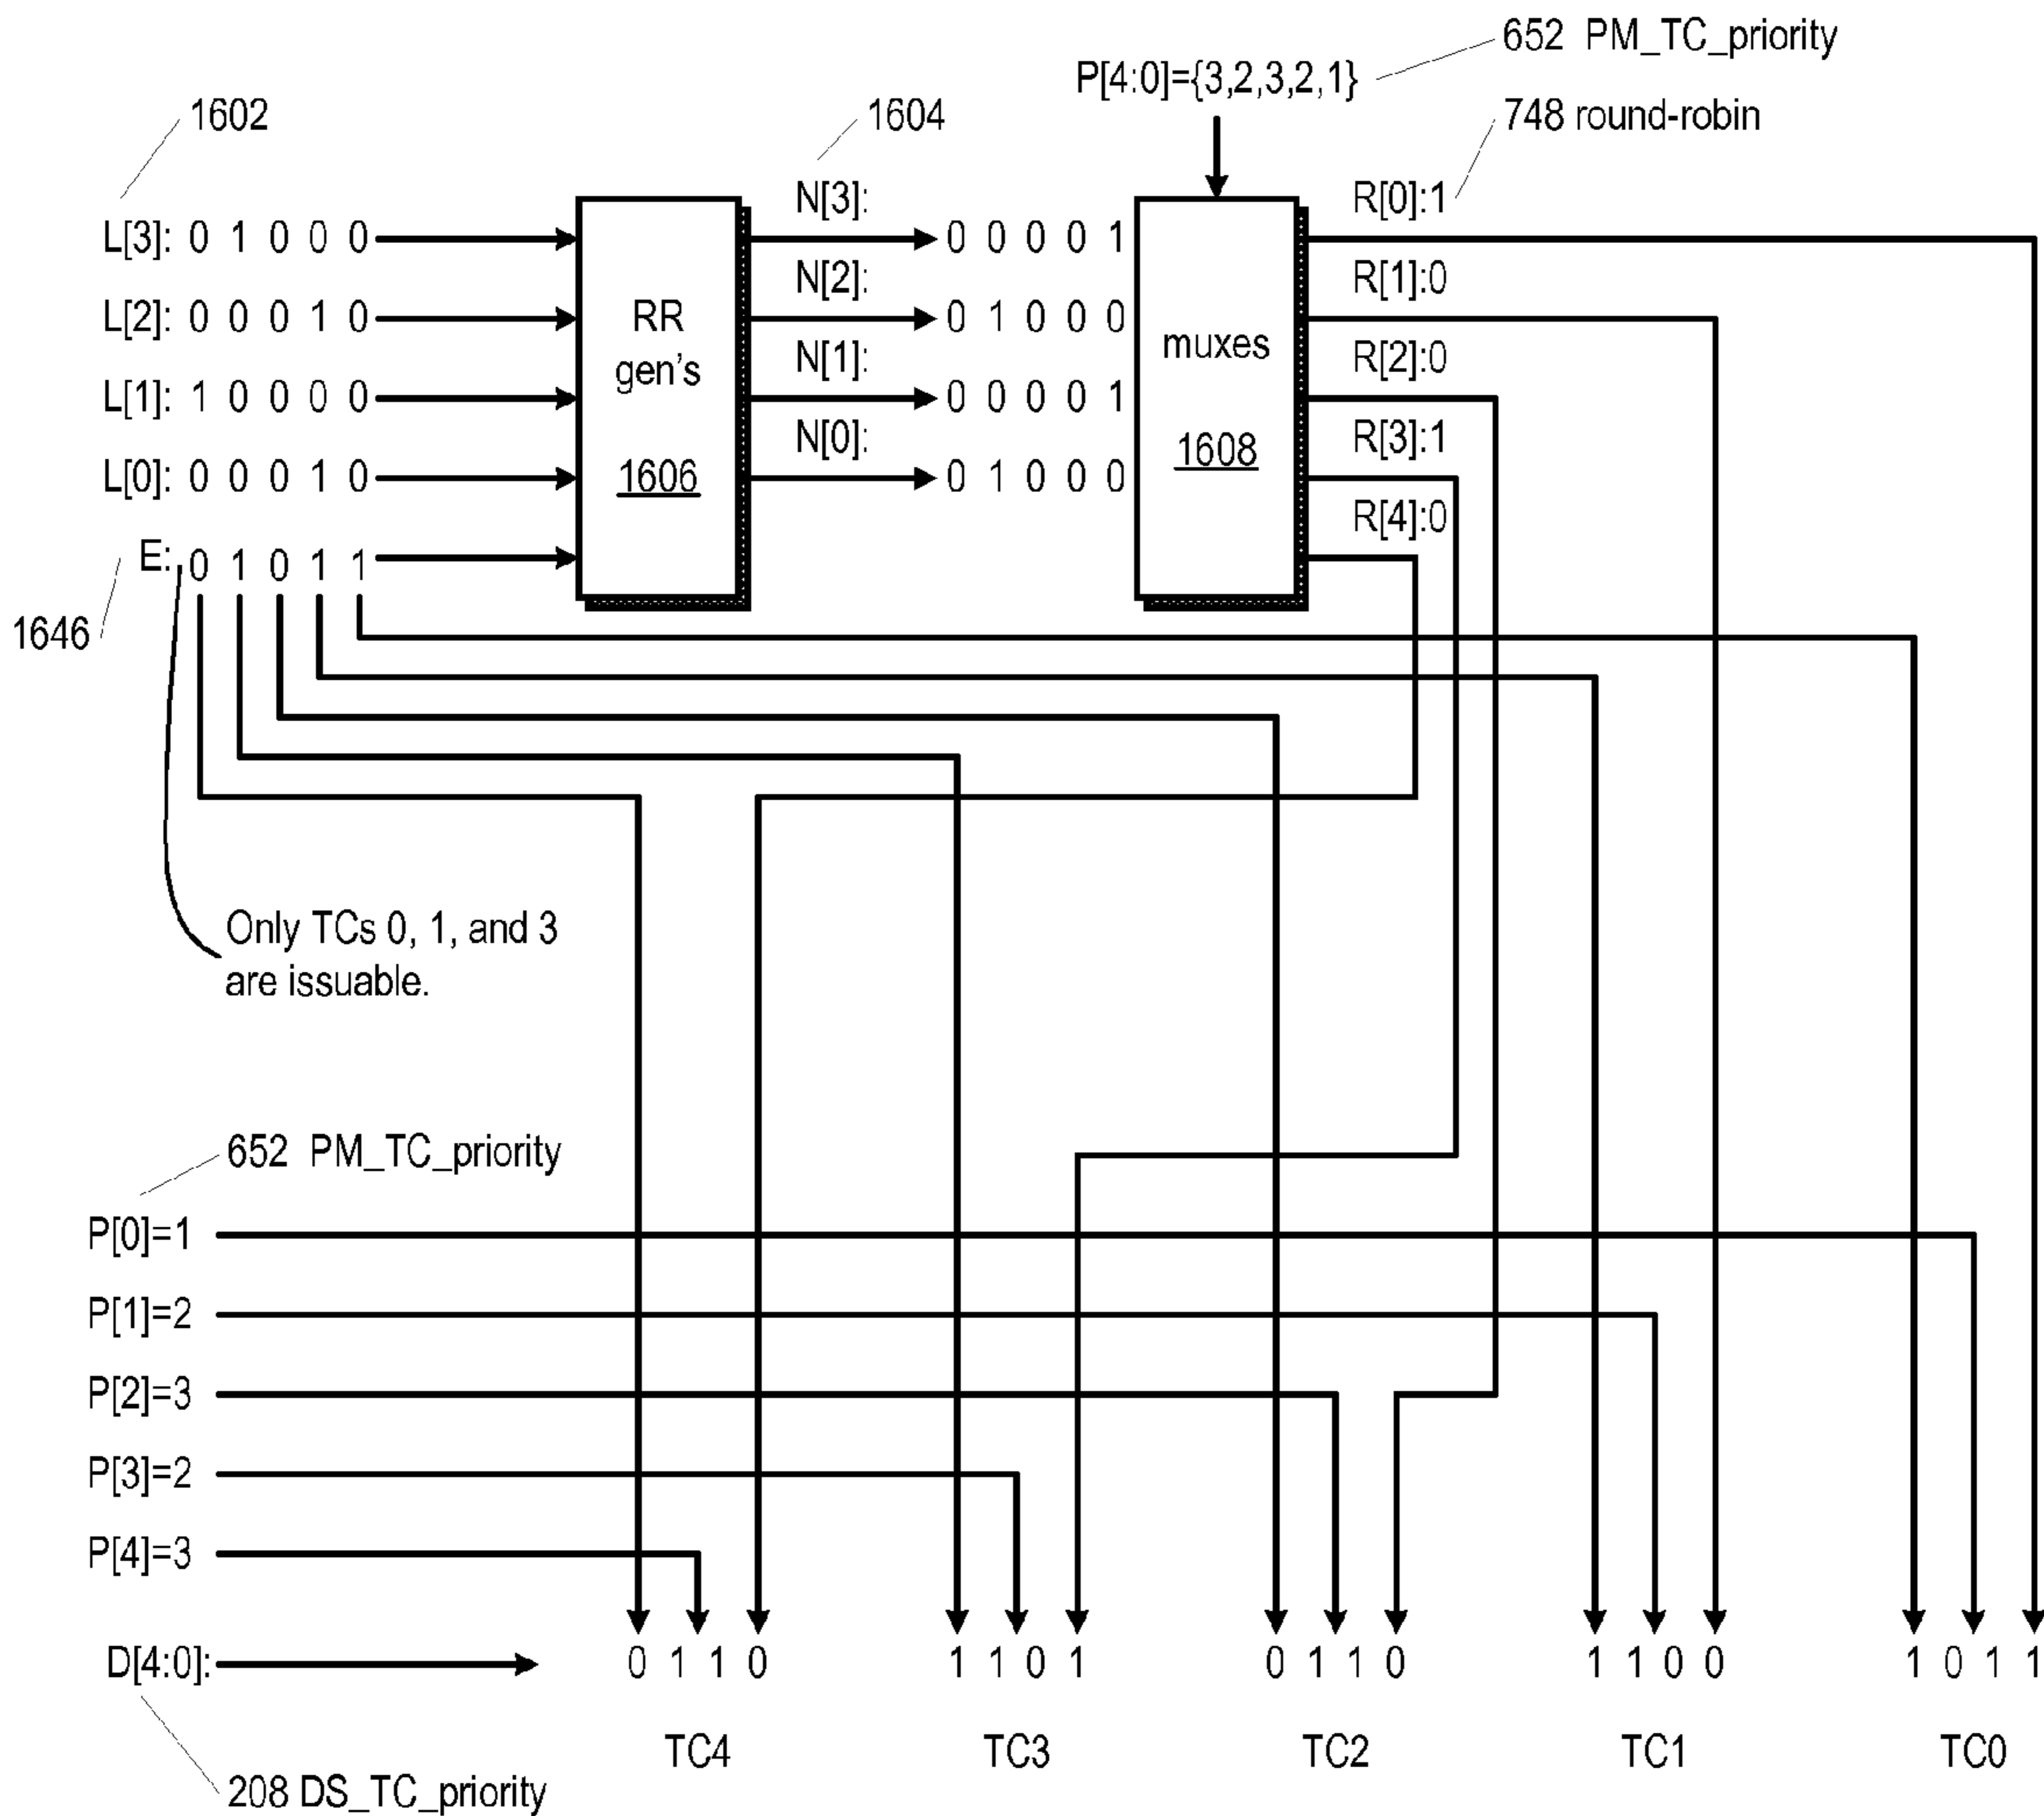 652 PM_TC_priority
P[4:0]={3,2,3,2,1}
1602
1604
748 round-robin
N[3]:
R[0]:1
L[3]: 0 1 0 0 0
0 0 0 0 1
N[2]:
R[1]:0
L[2]: 0 0 0 1 0
RR
0 1 0 0 0
muxes
gen's
N[1]:
R[2]:0
L[1]: 1 0 0 0 0
0 0 0 0 1
N[0]:
R[3]:1
1608
L[0]: 0 0 0 1 0
1606
0 1 0 0 0
R[4]:0
E: 0 1 0 1 1
1646
Only TCs 0, 1, and 3
are issuable.
652 PM_TC_priority
P[0]=1
P[1]=2
P[2]=3
P[3]=2
P[4]=3
D[4:0]: 0 1 1 0 1 1 0 1 0 1 1 0 1 1 0 0 1 0 1 1
TC4 TC3 TC2 TC1 TC0
208 DS_TC_priority